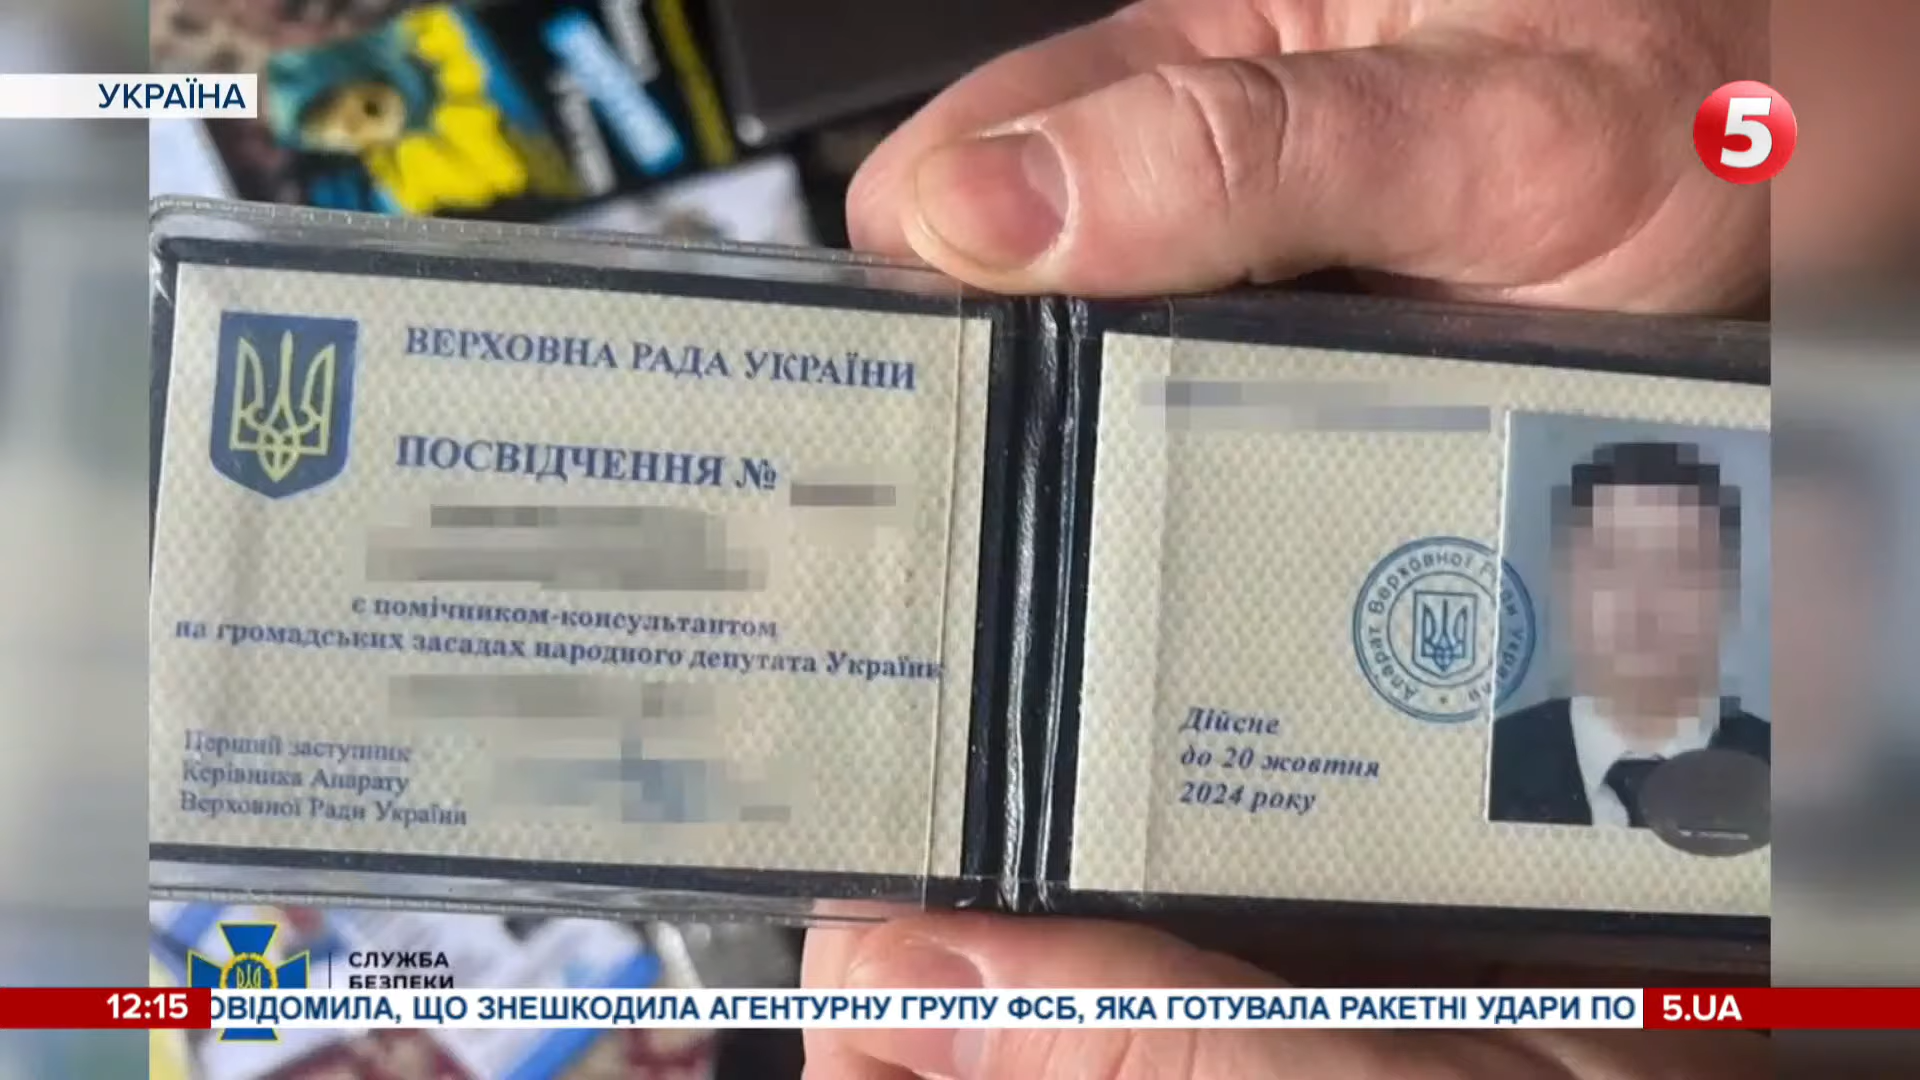 УКРАЇНА
5
ВЕРХОВНА РАДА УКРАЇНИ
ПОСВІДЧЕННЯ №
є помічником-консультантом
на громадських засадах народного депутата України
Перший заступник
Керівника Апарату
Верховної Ради України
Апарат Верховної Ради України
Дійсне
до 20 жовтня
2024 року
СЛУЖБА
БЕЗПЕКИ
12:15
ОВІДОМИЛА, ЩО ЗНЕШКОДИЛА АГЕНТУРНУ ГРУПУ ФСБ, ЯКА ГОТУВАЛА РАКЕТНІ УДАРИ ПО
5.UA